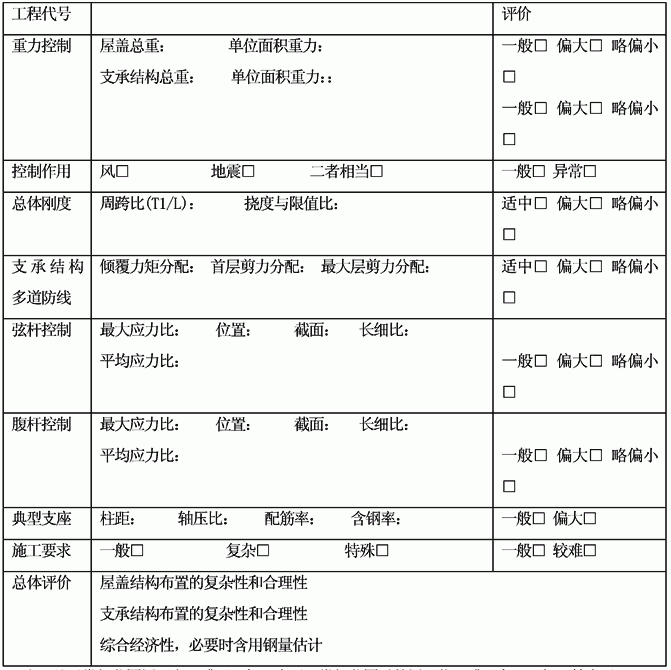 工程代号 评价
重力控制 屋盖总重： 单位面积重力： 一般□ 偏大□ 略偏小
□
支承结构总重： 单位面积重力：：
一般□ 偏大□ 略偏小
□
控制作用 风□ 地震□ 二者相当□ 一般□ 异常□
总体刚度 周跨比(T1/L)： 挠度与限值比： 适中□ 偏大□ 略偏小
□
支承结构 倾覆力矩分配： 首层剪力分配： 最大层剪力分配： 适中□ 偏大□ 略偏小
多道防线 □
弦杆控制 最大应力比： 位置： 截面： 长细比：
平均应力比： 一般□ 偏大□ 略偏小
□
腹杆控制 最大应力比： 位置： 截面： 长细比：
平均应力比： 一般□ 偏大□ 略偏小
□
典型支座 柱距： 轴压比： 配筋率： 含钢率： 一般□ 偏大□
施工要求 一般□ 复杂□ 特殊□ 一般□ 较难□
总体评价 屋盖结构布置的复杂性和合理性
支承结构布置的复杂性和合理性
综合经济性，必要时含用钢量估计